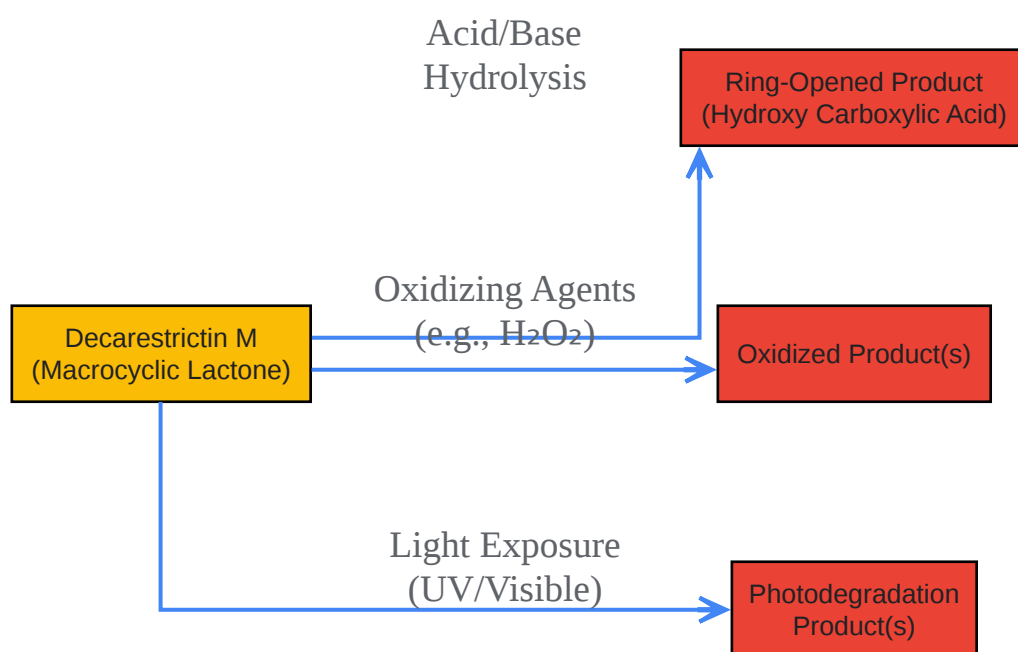 Acid/Base
Hydrolysis
Ring-Opened Product
(Hydroxy Carboxylic Acid)
Oxidizing Agents
(e.g., H₂O₂)
Decarestrictin M
(Macrocyclic Lactone)
Oxidized Product(s)
Light Exposure
(UV/Visible)
Photodegradation
Product(s)